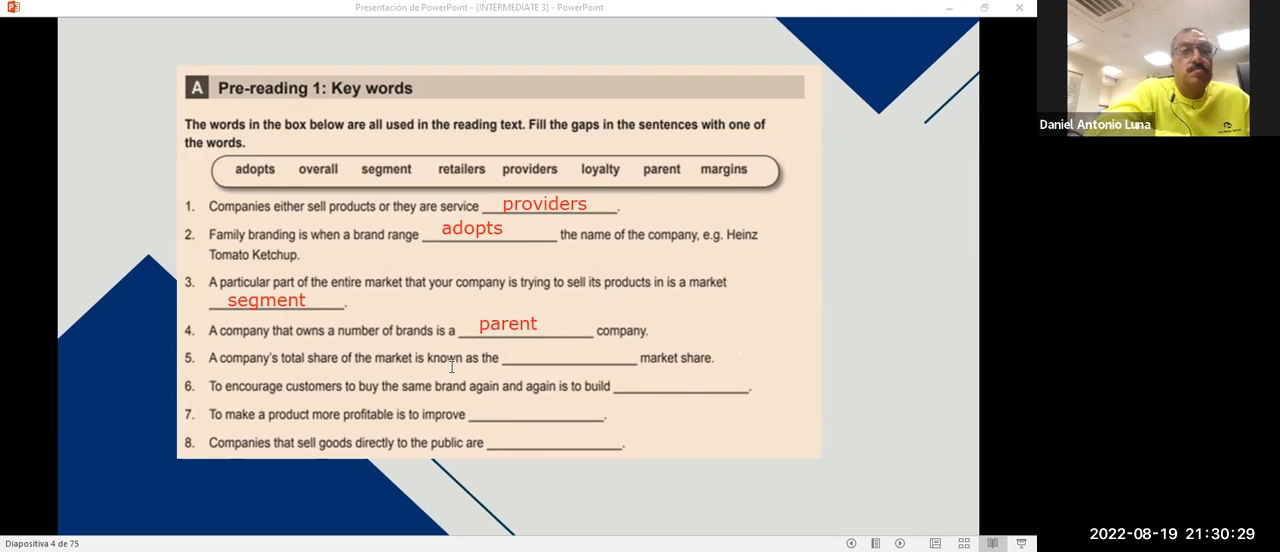 Presentación de PowerPoint - [INTERMEDIATE 3] - PowerPoint
A Pre-reading 1: Key words
The words in the box below are all used in the reading text. Fill the gaps in the sentences with one of
the words.
adopts overall segment retailers providers loyalty parent margins
1. Companies either sell products or they are service providers.
2. Family branding is when a brand range adopts the name of the company, e.g. Heinz
Tomato Ketchup.
3. A particular part of the entire market that your company is trying to sell its products in is a market
segment.
4. A company that owns a number of brands is a parent company.
5. A company's total share of the market is known as the ____________ market share.
6. To encourage customers to buy the same brand again and again is to build ____________.
7. To make a product more profitable is to improve ____________.
8. Companies that sell goods directly to the public are ____________.
Diapositiva 4 de 75
Daniel Antonio Luna
2022-08-19 21:30:29